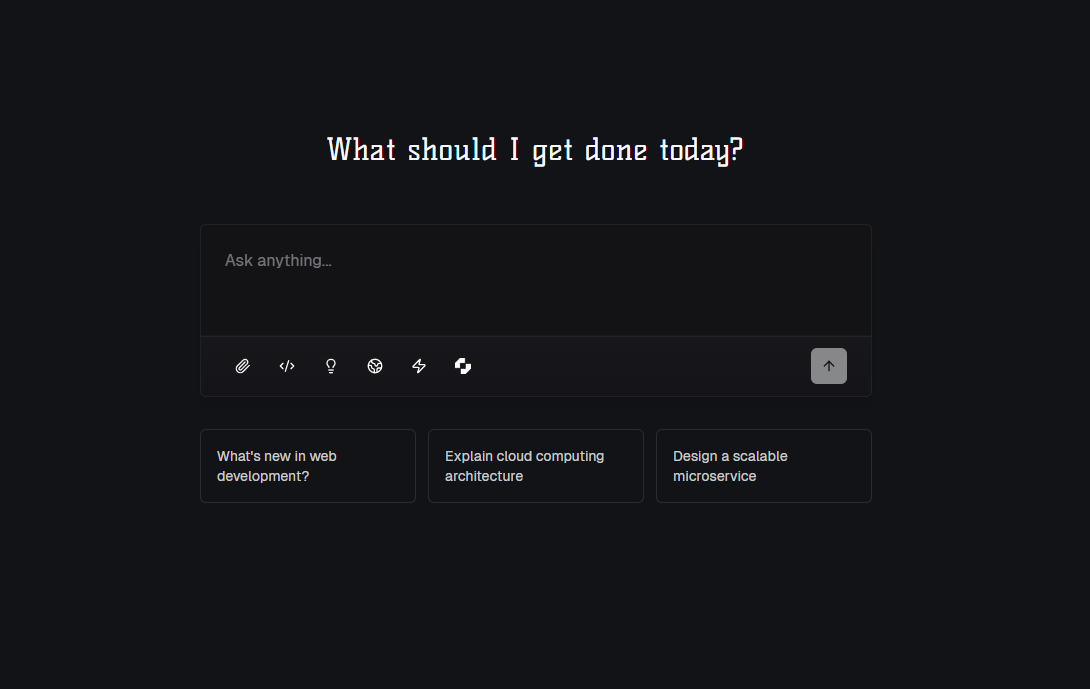 What should I get done today?
Ask anything...
What's new in web
development?
Explain cloud computing
architecture
Design a scalable
microservice